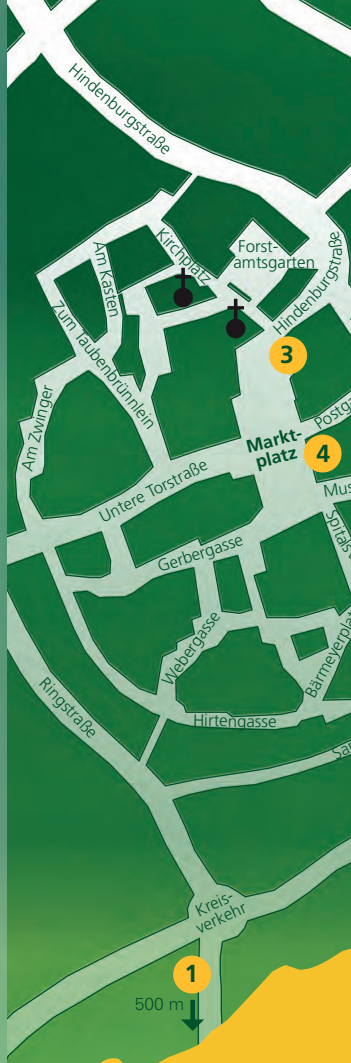 Hindenburgstraße
Kirchplatz
Forst-
amtsgarten
Hindenburgstraße
Am Kasten
Zum Taubenbrünnlein
3
Am Zwinger
Markt-
platz
4
Untere Torstraße
Gerbergasse
Webergasse
Ringstraße
Hirtengasse
Kreis-
verkehr
1
500 m